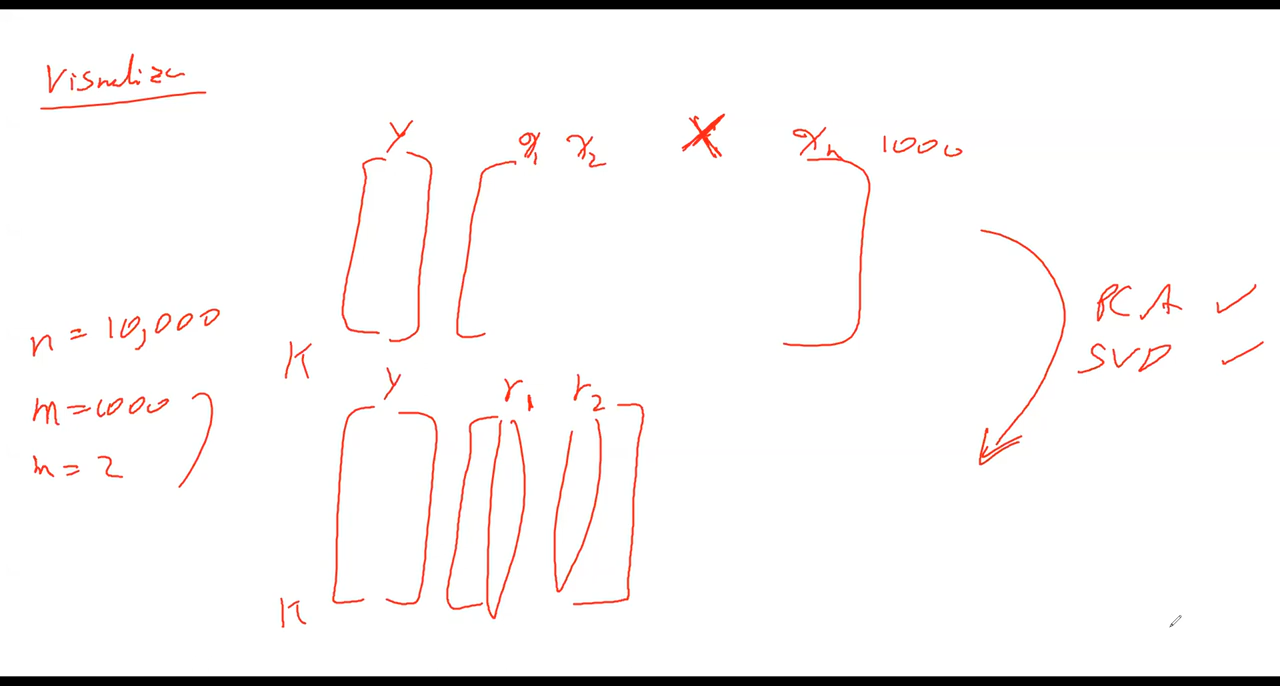 Visualize
Y x₁ x₂ X xₙ 1000
n = 10,000
K
PCA ✓
SVD ✓
m = 1000
m = 2
Y r₁ r₂
K